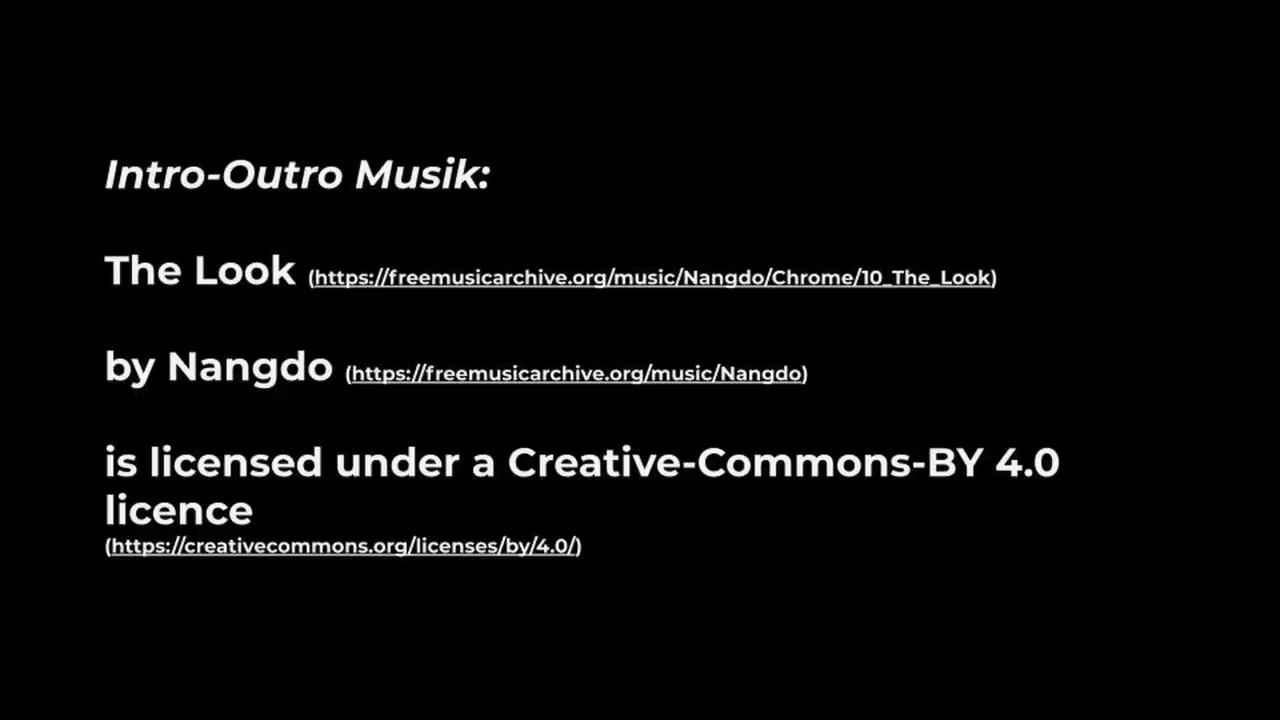 Intro-Outro Musik:
The Look (https://freemusicarchive.org/music/Nangdo/Chrome/10_The_Look)
by Nangdo (https://freemusicarchive.org/music/Nangdo)
is licensed under a Creative-Commons-BY 4.0
licence
(https://creativecommons.org/licenses/by/4.0/)